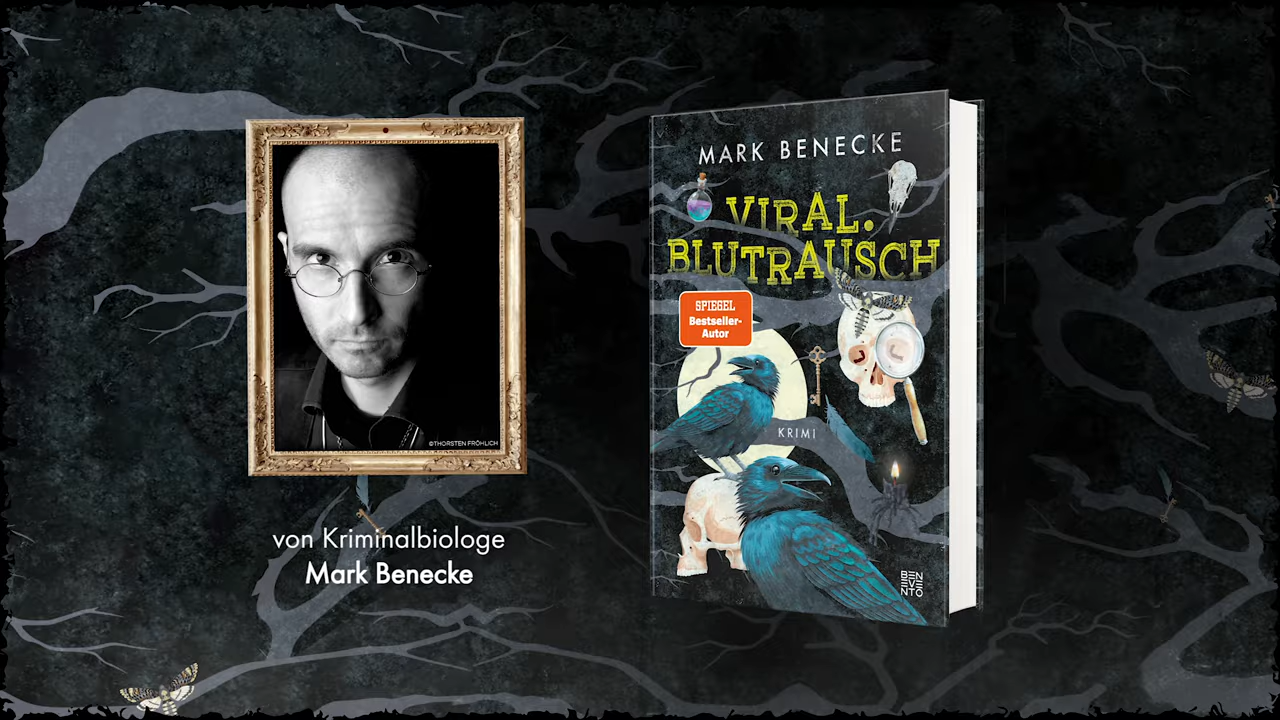 ©THORSTEN FRÖHLICH
von Kriminalbiologe
Mark Benecke
MARK BENECKE
VIRAL.
BLUTRAUSCH
SPIEGEL
Bestseller-
Autor
KRIMI
BEN
EVE
NTO